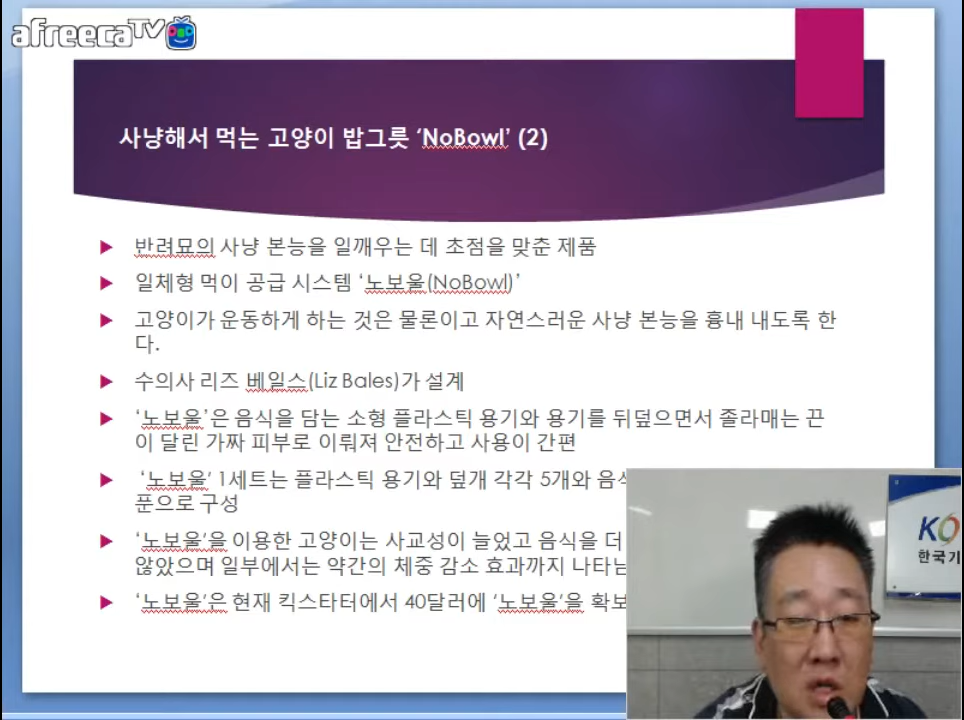 afreecaTV
사냥해서 먹는 고양이 밥그릇 ‘NoBowl’ (2)
반려묘의 사냥 본능을 일깨우는 데 초점을 맞춘 제품
일체형 먹이 공급 시스템 ‘노보울(NoBowl)’
고양이가 운동하게 하는 것은 물론이고 자연스러운 사냥 본능을 흉내 내도록 한
다.
수의사 리즈 베일스(Liz Bales)가 설계
‘노보울’은 음식을 담는 소형 플라스틱 용기와 용기를 뒤덮으면서 졸라매는 끈
이 달린 가짜 피부로 이뤄져 안전하고 사용이 간편
‘노보울’ 1세트는 플라스틱 용기와 덮개 각각 5개와 음식
푼으로 구성
‘노보울’을 이용한 고양이는 사교성이 늘었고 음식을 더
않았으며 일부에서는 약간의 체중 감소 효과까지 나타남
‘노보울’은 현재 킥스타터에서 40달러에 ‘노보울’을 확보
KO
한국기